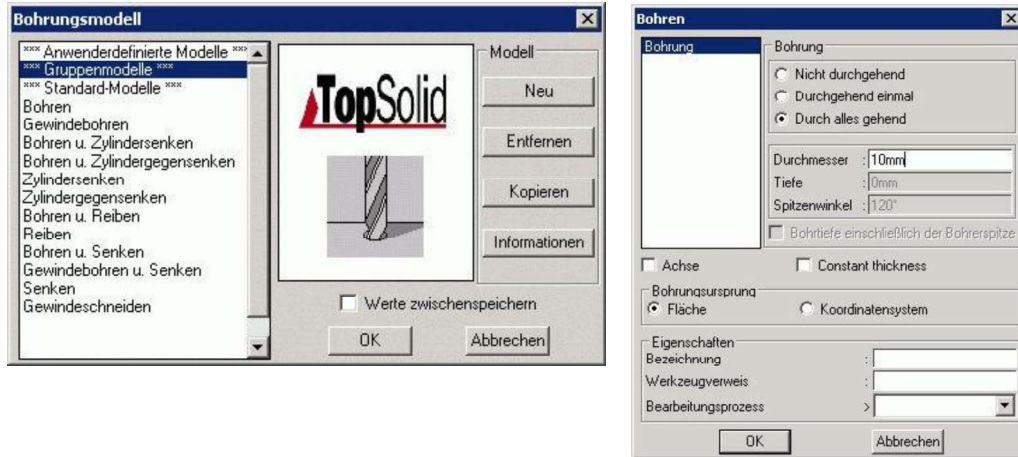 Bohrungsmodell
*** Anwenderdefinierte Modelle ***
*** Gruppenmodelle ***
*** Standard-Modelle ***
Bohren
Gewindebohren
Bohren u. Zylindersenken
Bohren u. Zylindergegensenken
Zylindersenken
Zylindergegensenken
Bohren u. Reiben
Reiben
Bohren u. Senken
Gewindebohren u. Senken
Senken
Gewindeschneiden
TopSolid
Modell
Neu
Entfernen
Kopieren
Informationen
Werte zwischenspeichern
OK
Abbrechen
Bohren
Bohrung
Bohrung
Nicht durchgehend
Durchgehend einmal
Durch alles gehend
Durchmesser : 10mm
Tiefe : 0mm
Spitzenwinkel : 120°
Bohrtiefe einschließlich der Bohrerspitze
Achse
Constant thickness
Bohrungsursprung
Fläche
Koordinatensystem
Eigenschaften
Bezeichnung :
Werkzeugverweis :
Bearbeitungsprozess >
OK
Abbrechen